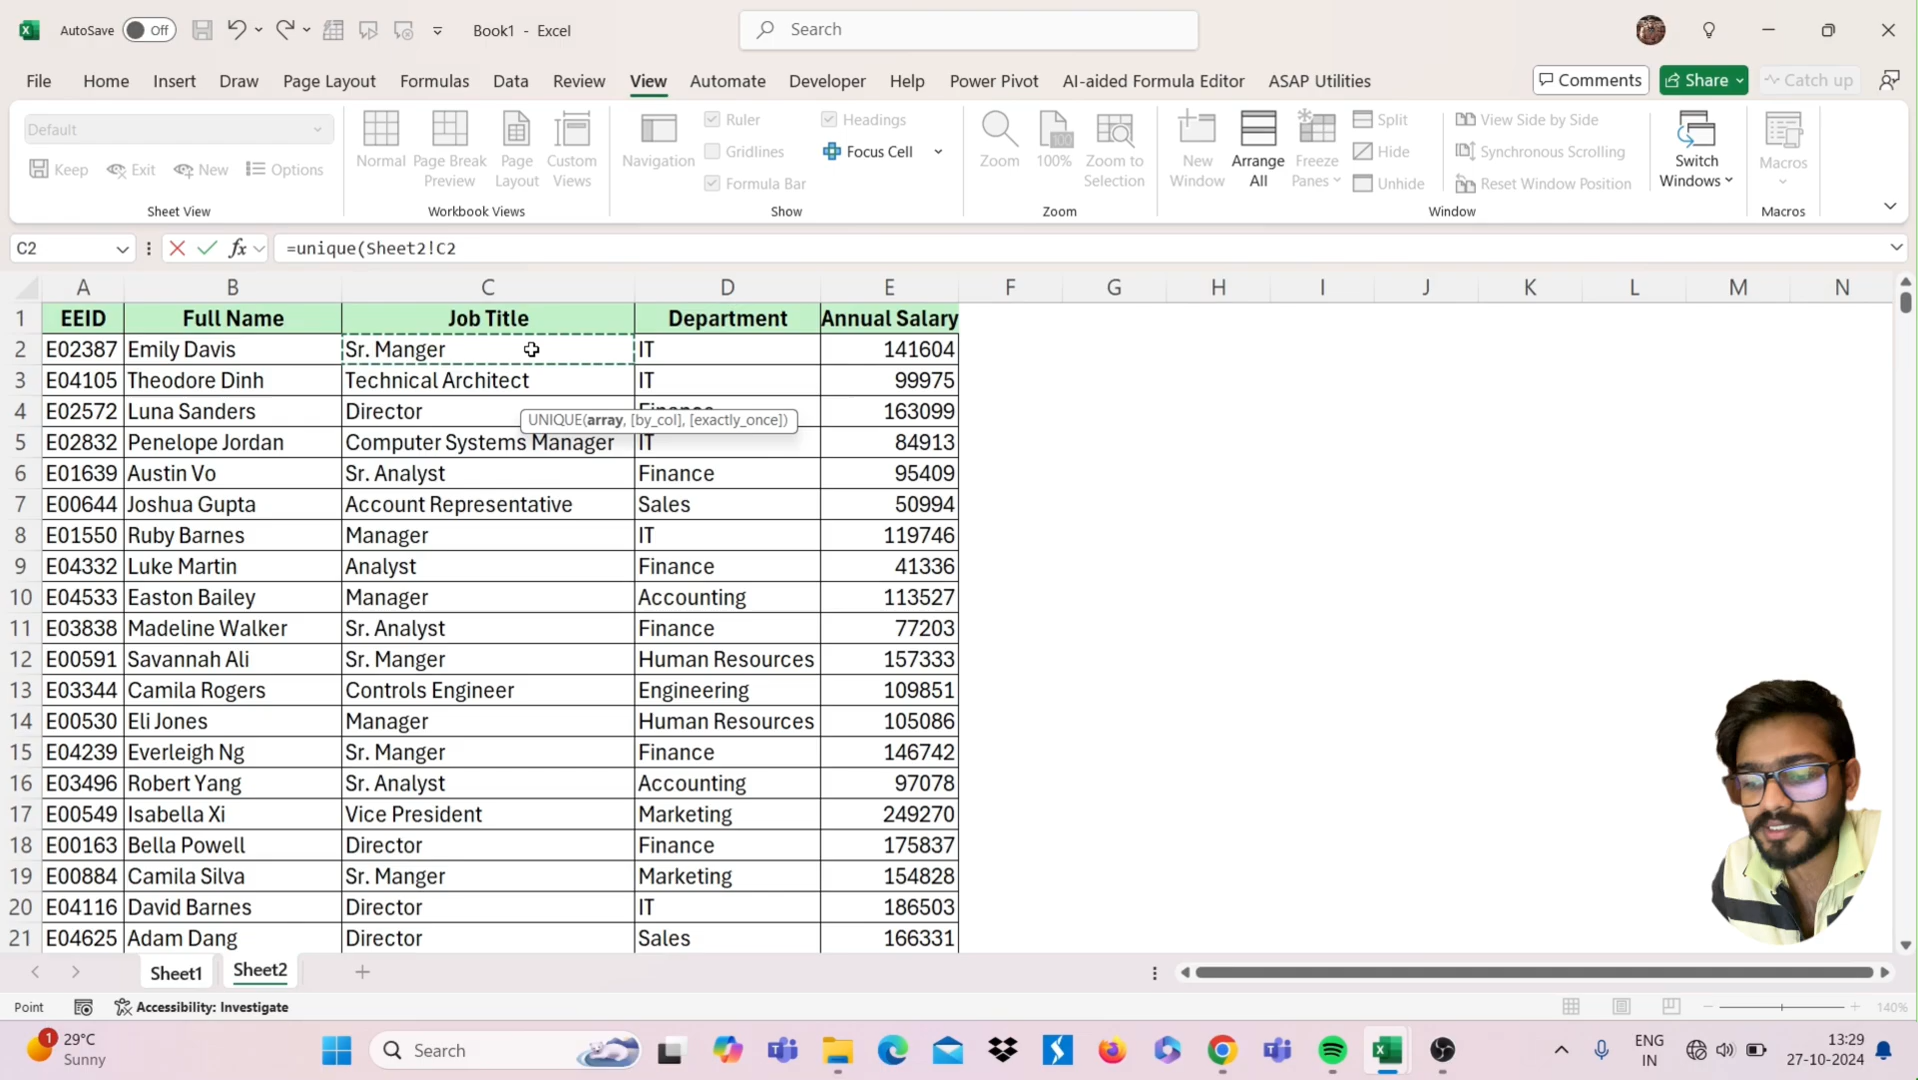 AutoSave Off Book1 - Excel Search
File Home Insert Draw Page Layout Formulas Data Review View Automate Developer Help Power Pivot AI-aided Formula Editor ASAP Utilities Comments Share Catch up
Default
Keep Exit New Options
Sheet View
Normal Page Break Preview Page Layout Custom Views
Workbook Views
Navigation Ruler Gridlines Formula Bar Headings Focus Cell
Show
Zoom 100% Zoom to Selection
Zoom
New Window Arrange All Freeze Panes Split Hide Unhide View Side by Side Synchronous Scrolling Reset Window Position Switch Windows
Window
Macros
Macros
C2 fx =unique(Sheet2!C2
A B C D E F G H I J K L M N
1 EEID Full Name Job Title Department Annual Salary
2 E02387 Emily Davis Sr. Manger IT 141604
3 E04105 Theodore Dinh Technical Architect IT 99975
4 E02572 Luna Sanders Director Finance 163099
UNIQUE(array, [by_col], [exactly_once])
5 E02832 Penelope Jordan Computer Systems Manager IT 84913
6 E01639 Austin Vo Sr. Analyst Finance 95409
7 E00644 Joshua Gupta Account Representative Sales 50994
8 E01550 Ruby Barnes Manager IT 119746
9 E04332 Luke Martin Analyst Finance 41336
10 E04533 Easton Bailey Manager Accounting 113527
11 E03838 Madeline Walker Sr. Analyst Finance 77203
12 E00591 Savannah Ali Sr. Manger Human Resources 157333
13 E03344 Camila Rogers Controls Engineer Engineering 109851
14 E00530 Eli Jones Manager Human Resources 105086
15 E04239 Everleigh Ng Sr. Manger Finance 146742
16 E03496 Robert Yang Sr. Analyst Accounting 97078
17 E00549 Isabella Xi Vice President Marketing 249270
18 E00163 Bella Powell Director Finance 175837
19 E00884 Camila Silva Sr. Manger Marketing 154828
20 E04116 David Barnes Director IT 186503
21 E04625 Adam Dang Director Sales 166331
Sheet1 Sheet2
Point Accessibility: Investigate 140%
1 29°C Search ENG 13:29
Sunny IN 27-10-2024